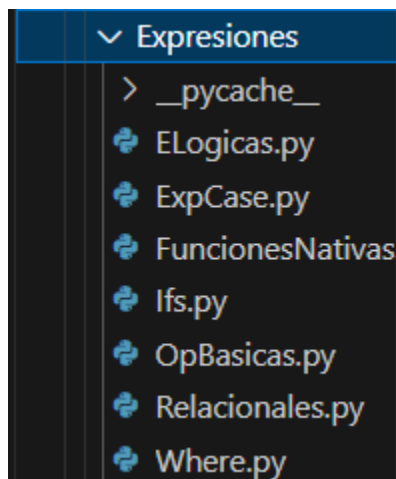 Expresiones
__pycache__
ELogicas.py
ExpCase.py
FuncionesNativas
Ifs.py
OpBasicas.py
Relacionales.py
Where.py